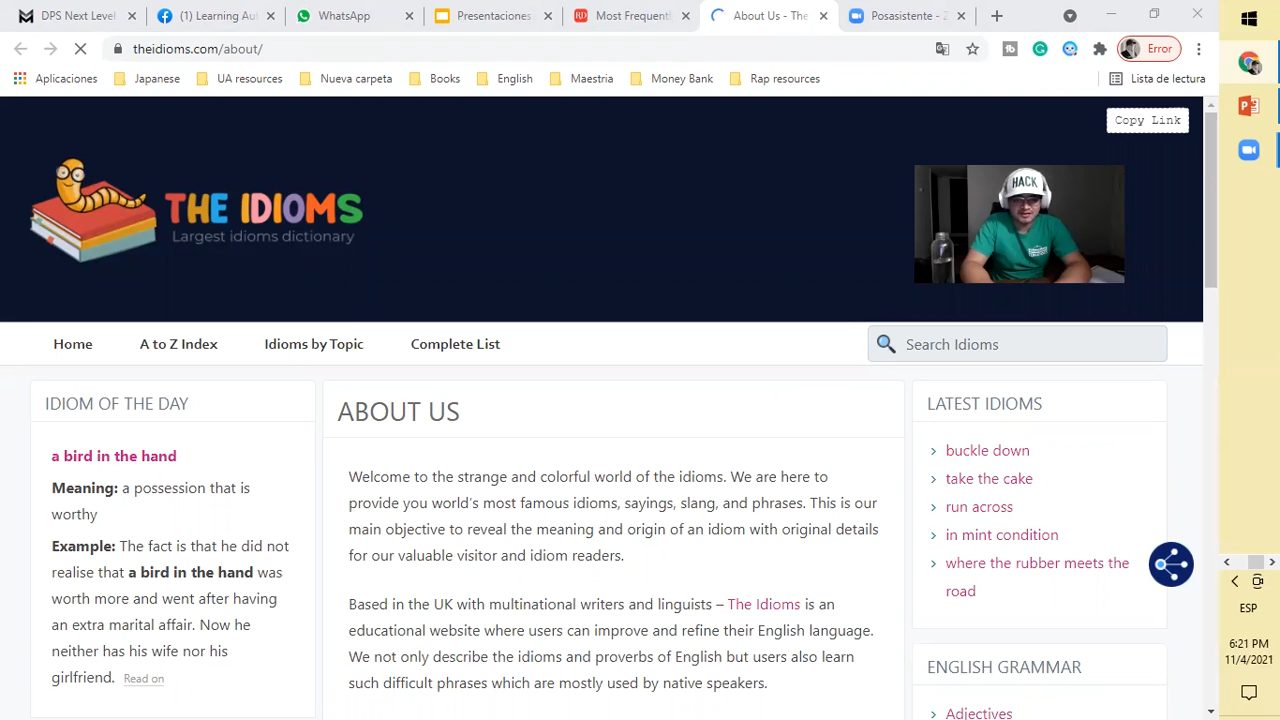 DPS Next Level
(1) Learning Au
WhatsApp
Presentaciones
Most Frequent
About Us - The
Posasistente - Z
theidioms.com/about/
Error
Aplicaciones
Japanese
UA resources
Nueva carpeta
Books
English
Maestria
Money Bank
Rap resources
Lista de lectura
Copy Link
THE IDIOMS
Largest idioms dictionary
HACK
Home
A to Z Index
Idioms by Topic
Complete List
Search Idioms
IDIOM OF THE DAY
a bird in the hand
Meaning: a possession that is
worthy
Example: The fact is that he did not
realise that a bird in the hand was
worth more and went after having
an extra marital affair. Now he
neither has his wife nor his
girlfriend. Read on
ABOUT US
Welcome to the strange and colorful world of the idioms. We are here to
provide you world's most famous idioms, sayings, slang, and phrases. This is our
main objective to reveal the meaning and origin of an idiom with original details
for our valuable visitor and idiom readers.
Based in the UK with multinational writers and linguists – The Idioms is an
educational website where users can improve and refine their English language.
We not only describe the idioms and proverbs of English but users also learn
such difficult phrases which are mostly used by native speakers.
LATEST IDIOMS
buckle down
take the cake
run across
in mint condition
where the rubber meets the
road
ENGLISH GRAMMAR
Adjectives
ESP
6:21 PM
11/4/2021